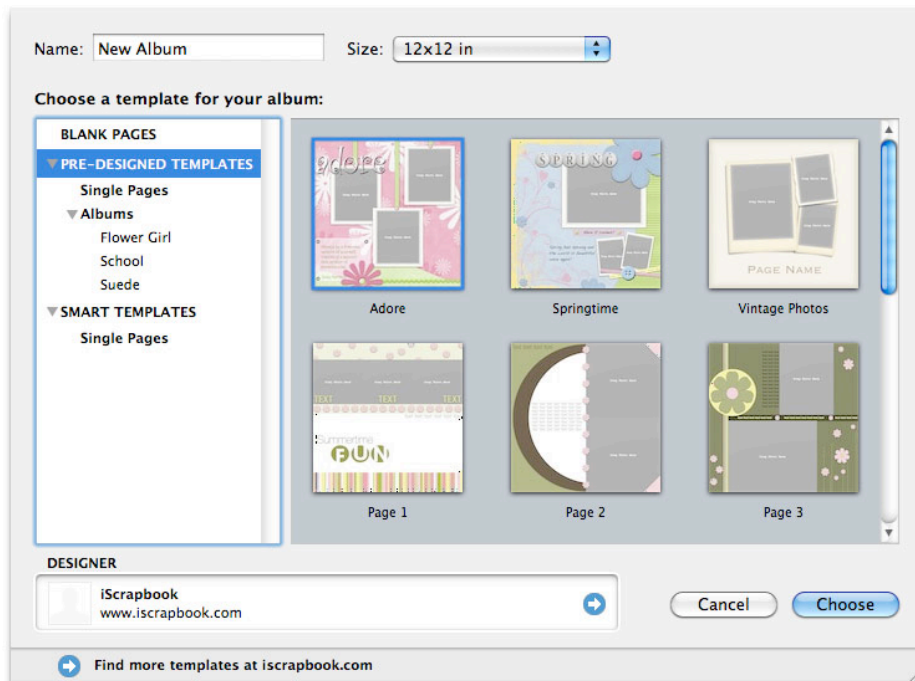 Name: New Album Size: 12x12 in
Choose a template for your album:
BLANK PAGES
PRE-DESIGNED TEMPLATES
Single Pages
Albums
Flower Girl
School
Suede
SMART TEMPLATES
Single Pages
adore
SPRING
PAGE NAME
Adore Springtime Vintage Photos
TEXT TEXT TEXT
Summertime
FUN
Page 1 Page 2 Page 3
DESIGNER
iScrapbook
www.iscrapbook.com
Cancel Choose
Find more templates at iscrapbook.com